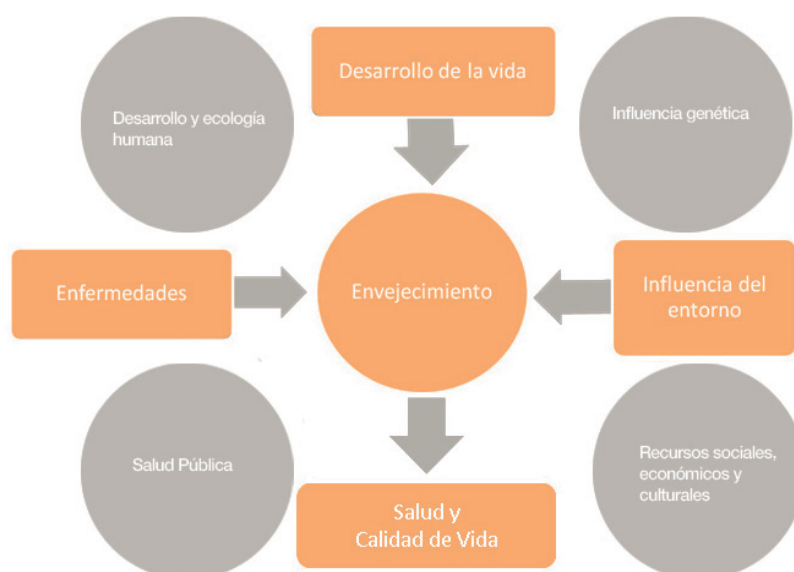 Desarrollo de la vida
Desarrollo y ecología
humana
Influencia genética
Enfermedades
Envejecimiento
Influencia del
entorno
Salud Pública
Recursos sociales,
económicos y
culturales
Salud y
Calidad de Vida